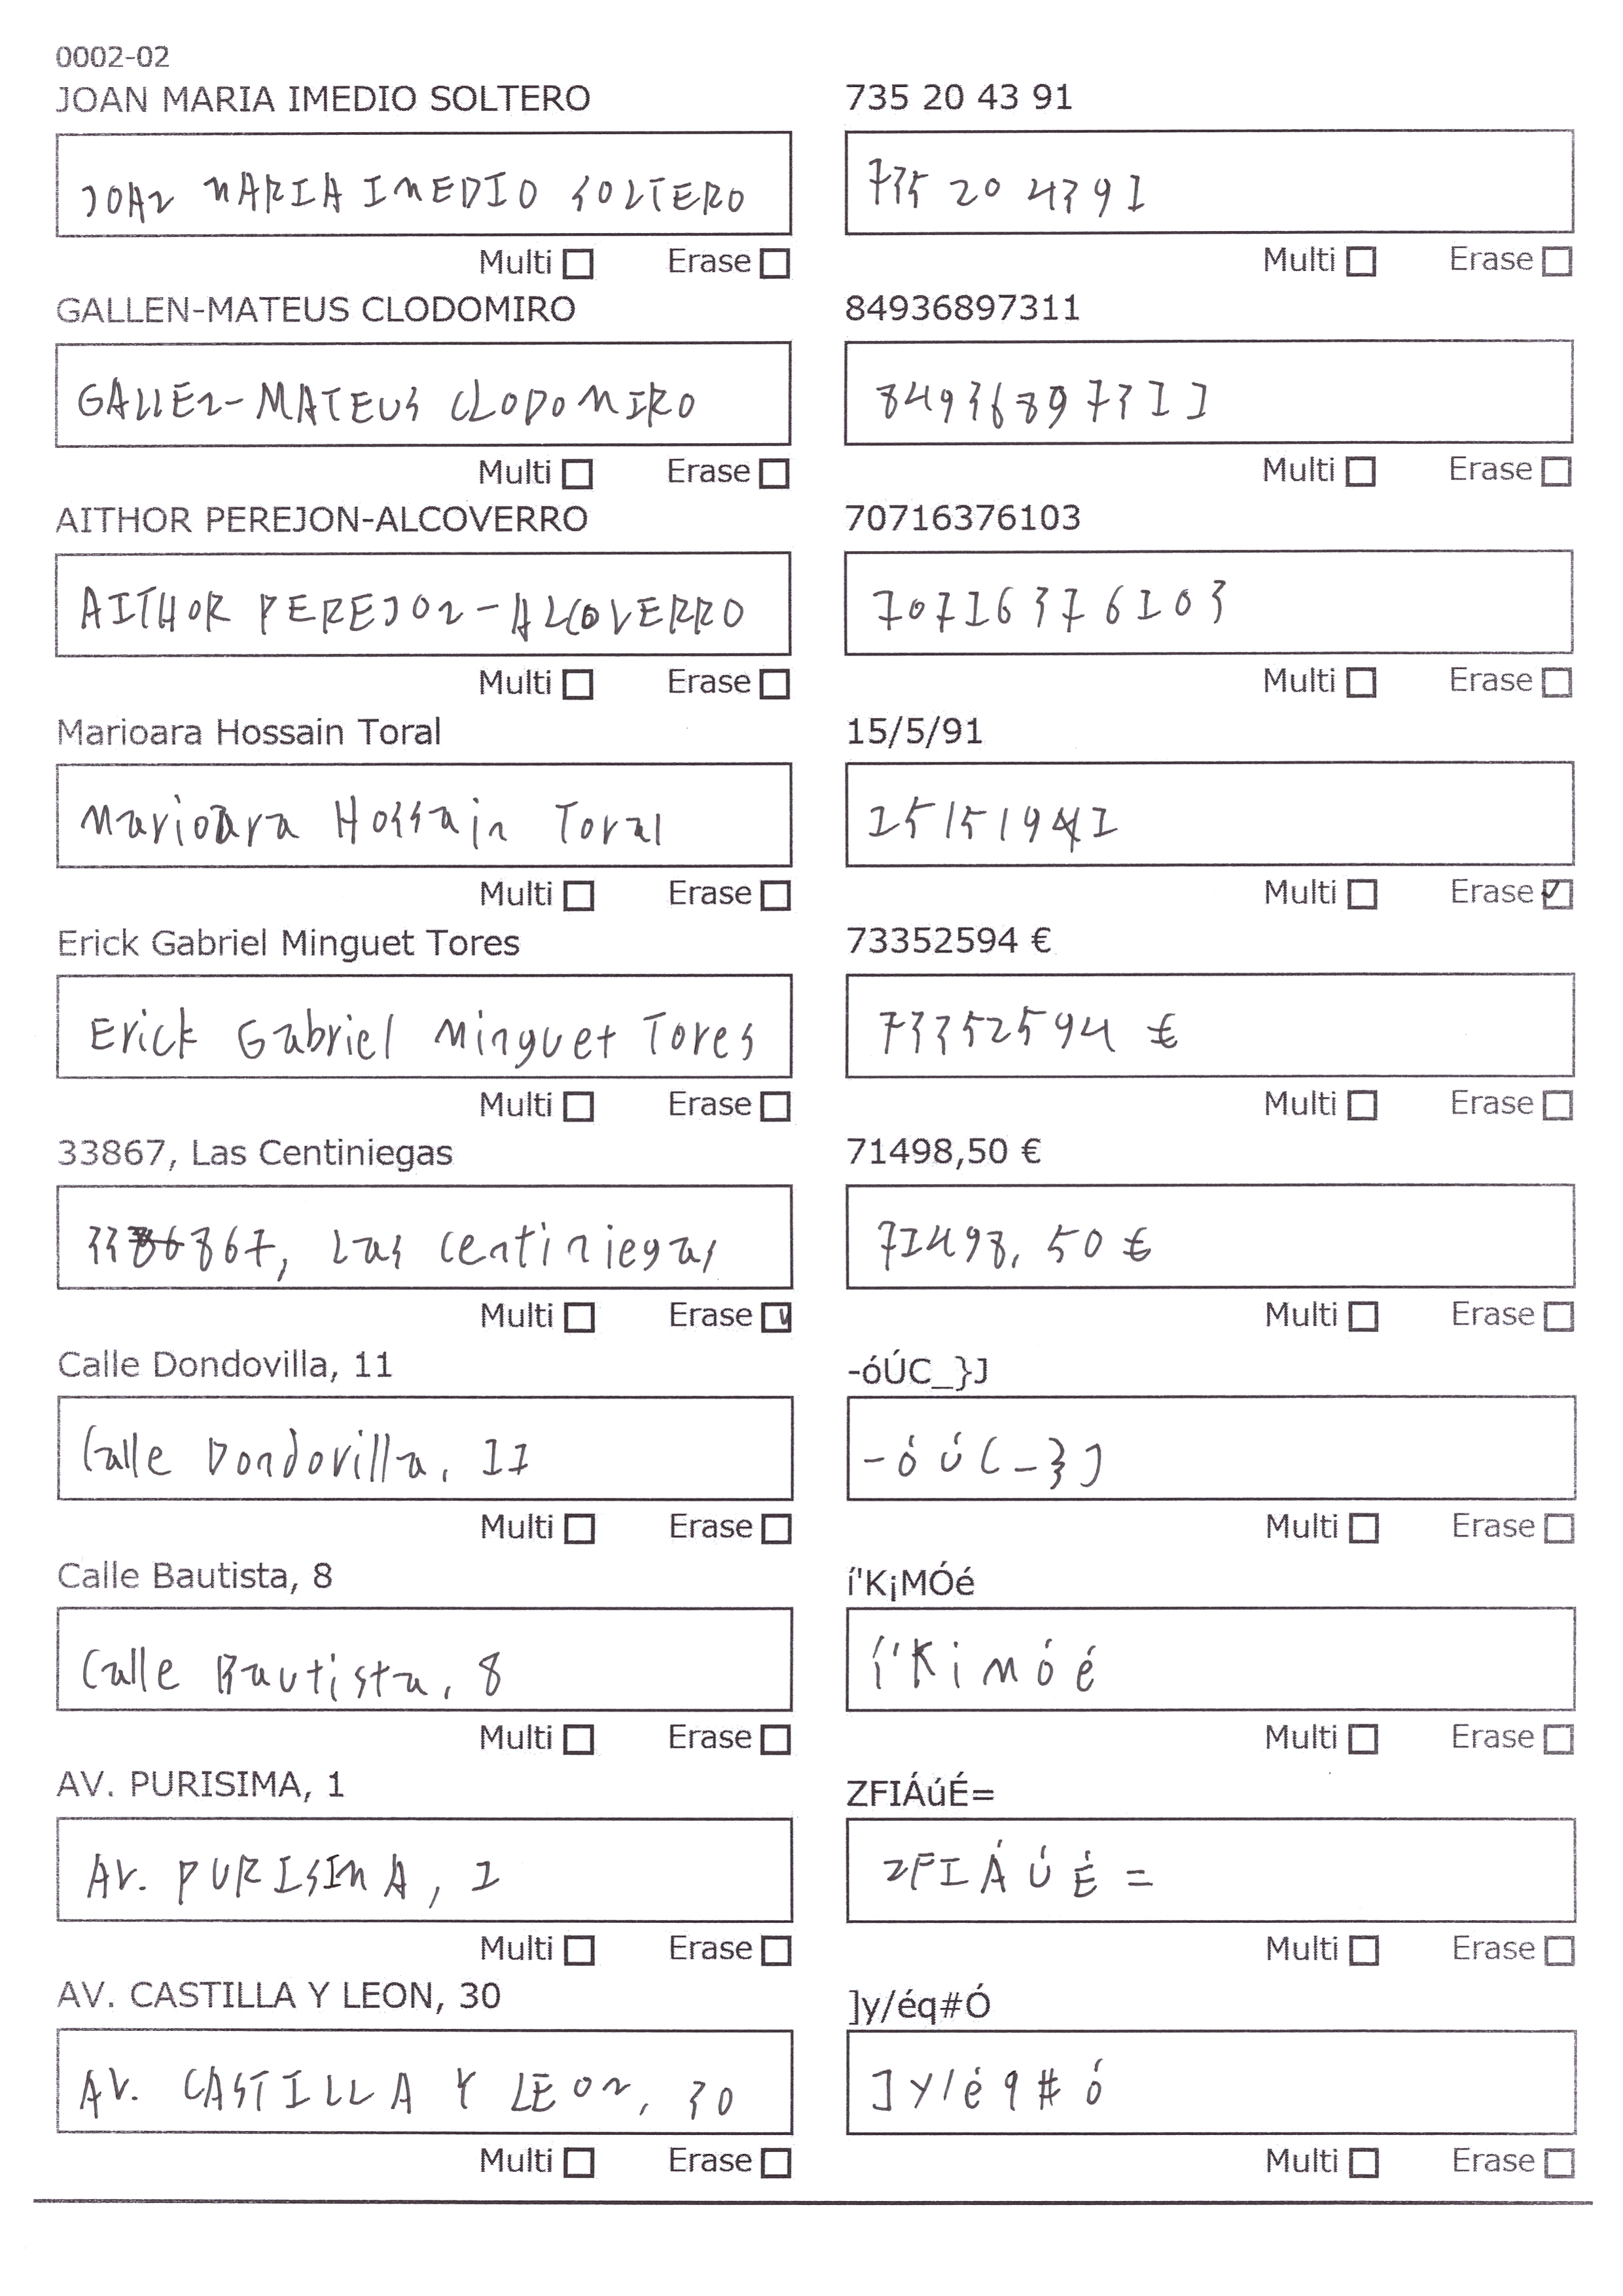 0002-02
JOAN MARIA IMEDIO SOLTERO 735 20 43 91
JOAN MARIA IMEDIO SOLTERO 735 20 4391
Multi Erase Multi Erase
GALLEN-MATEUS CLODOMIRO 84936897311
GALLEN-MATEUS CLODOMIRO 84936897311
Multi Erase Multi Erase
AITHOR PEREJON-ALCOVERRO 70716376103
AITHOR PEREJON-ALCOVERRO 70716376103
Multi Erase Multi Erase
Marioara Hossain Toral 15/5/91
Marioara Hossain Toral 15/5/91
Multi Erase Multi Erase
Erick Gabriel Minguet Tores 73352594 €
Erick Gabriel Minguet Tores 73352594 €
Multi Erase Multi Erase
33867, Las Centiniegas 71498,50 €
33867, Las Centiniegas 71498,50 €
Multi Erase Multi Erase
Calle Dondovilla, 11 -óÚC_}J
Calle Dondovilla, 11 -óÚC_}J
Multi Erase Multi Erase
Calle Bautista, 8 í'K¡MÓé
Calle Bautista, 8 í'KiMÓé
Multi Erase Multi Erase
AV. PURISIMA, 1 ZFIÁúÉ=
AV. PURISIMA, 1 ZFIÁÚÉ=
Multi Erase Multi Erase
AV. CASTILLA Y LEON, 30 ]y/éq#Ó
AV. CASTILLA Y LEON, 30 ]y/éq#Ó
Multi Erase Multi Erase